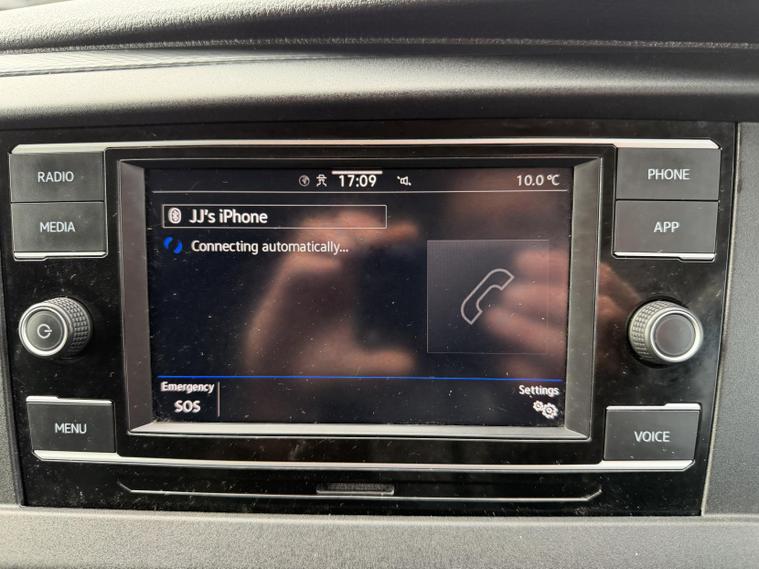 RADIO
MEDIA
MENU
17:09
10.0 °C
JJ's iPhone
Connecting automatically...
Emergency
SOS
Settings
PHONE
APP
VOICE